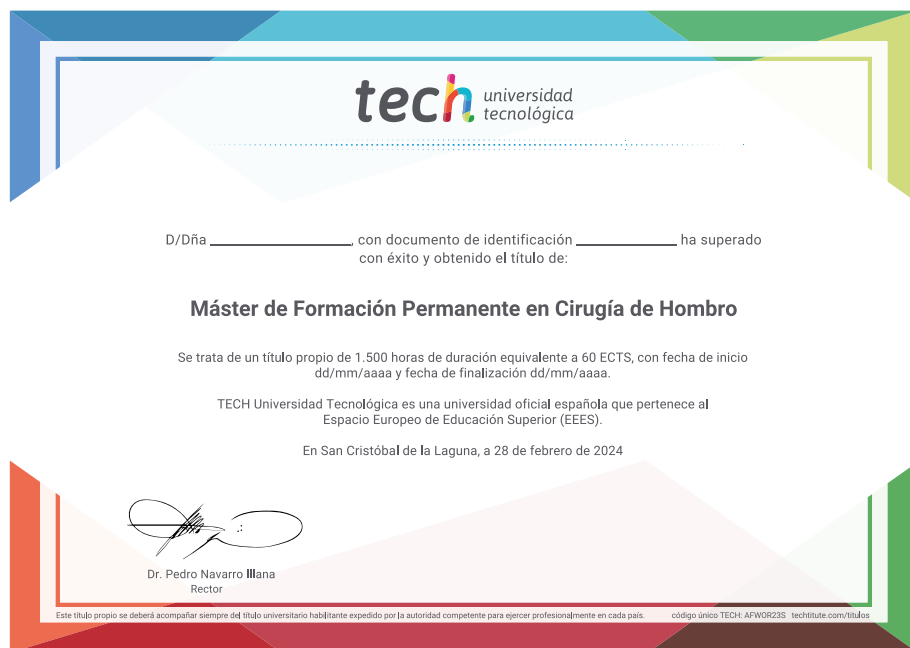 tech universidad
tecnológica
D/Dña ________________, con documento de identificación ____________ ha superado
con éxito y obtenido el título de:
Máster de Formación Permanente en Cirugía de Hombro
Se trata de un título propio de 1.500 horas de duración equivalente a 60 ECTS, con fecha de inicio
dd/mm/aaaa y fecha de finalización dd/mm/aaaa.
TECH Universidad Tecnológica es una universidad oficial española que pertenece al
Espacio Europeo de Educación Superior (EEES).
En San Cristóbal de la Laguna, a 28 de febrero de 2024
Dr. Pedro Navarro Illana
Rector
Este título propio se deberá acompañar siempre del título universitario habilitante expedido por la autoridad competente para ejercer profesionalmente en cada país. código único TECH: AFWOR23S techtitute.com/titulos